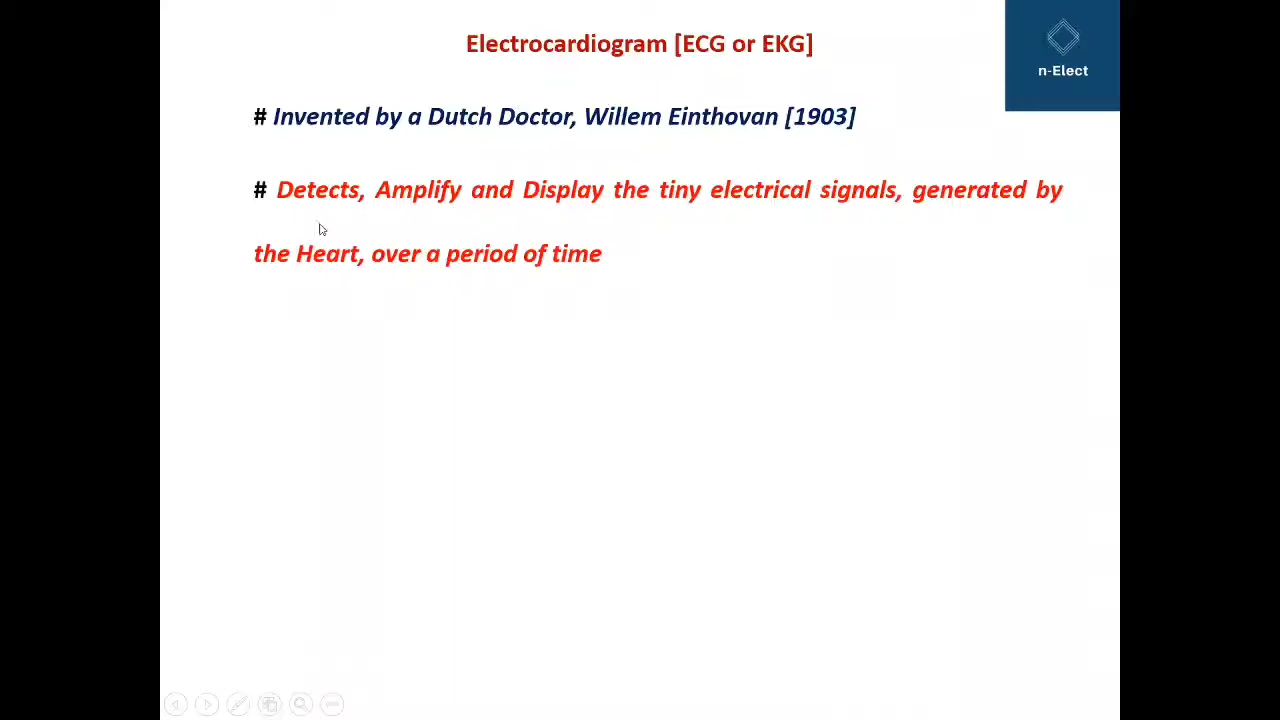 Electrocardiogram [ECG or EKG]
n-Elect
# Invented by a Dutch Doctor, Willem Einthovan [1903]
# Detects, Amplify and Display the tiny electrical signals, generated by
the Heart, over a period of time